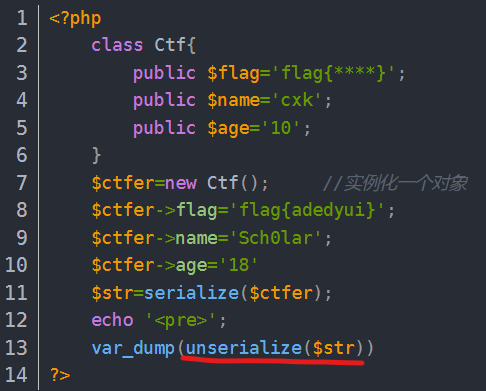 1 <?php
2 class Ctf{
3 public $flag='flag{****}';
4 public $name='cxk';
5 public $age='10';
6 }
7 $ctfer=new Ctf(); //实例化一个对象
8 $ctfer->flag='flag{adedyui}';
9 $ctfer->name='Sch0lar';
10 $ctfer->age='18'
11 $str=serialize($ctfer);
12 echo '<pre>';
13 var_dump(unserialize($str))
14 ?>